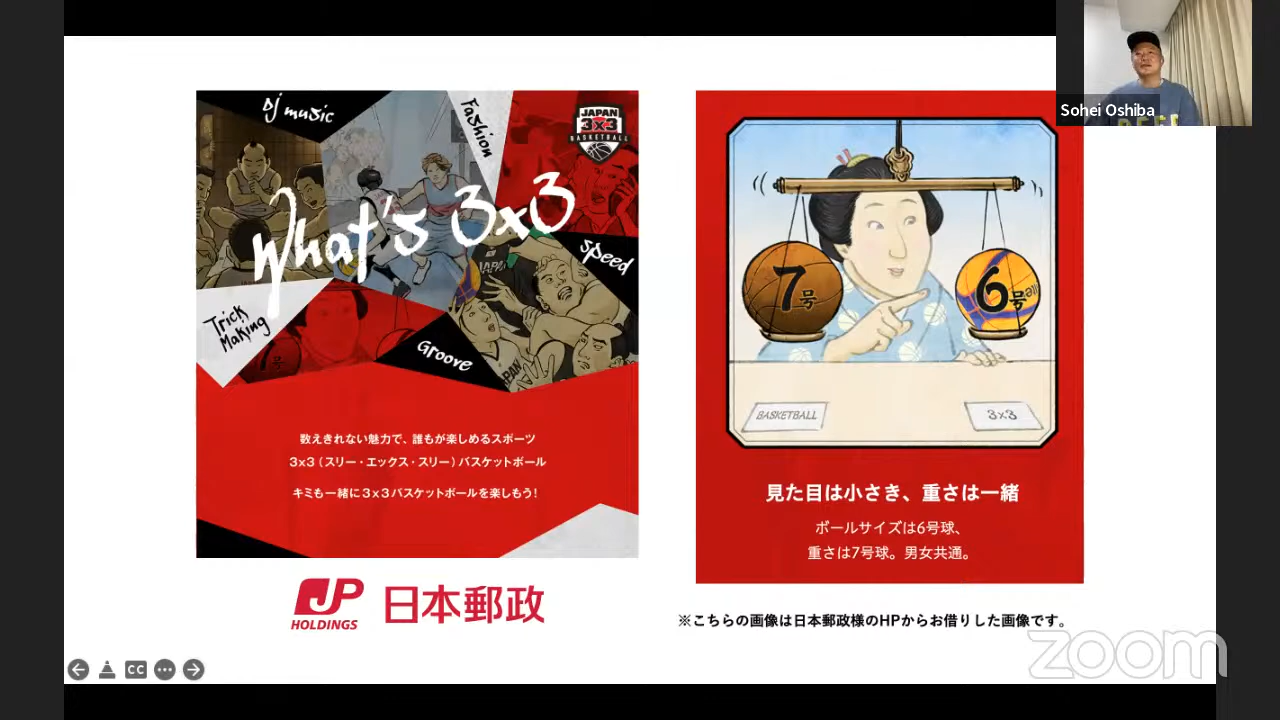 Sohei Oshiba
DJ music
Fashion
JAPAN
3x3
BASKETBALL
What's 3x3
Speed
JAPAN
Trick
Making
7号
Groove
数えきれない魅力で、誰もが楽しめるスポーツ
3x3(スリー・エックス・スリー)バスケットボール
キミも一緒に3x3バスケットボールを楽しもう!
JP
HOLDINGS
日本郵政
7号
6号
BASKETBALL
3x3
見た目は小さき、重さは一緒
ボールサイズは6号球、
重さは7号球。男女共通。
※こちらの画像は日本郵政様のHPからお借りした画像です。
CC
zoom